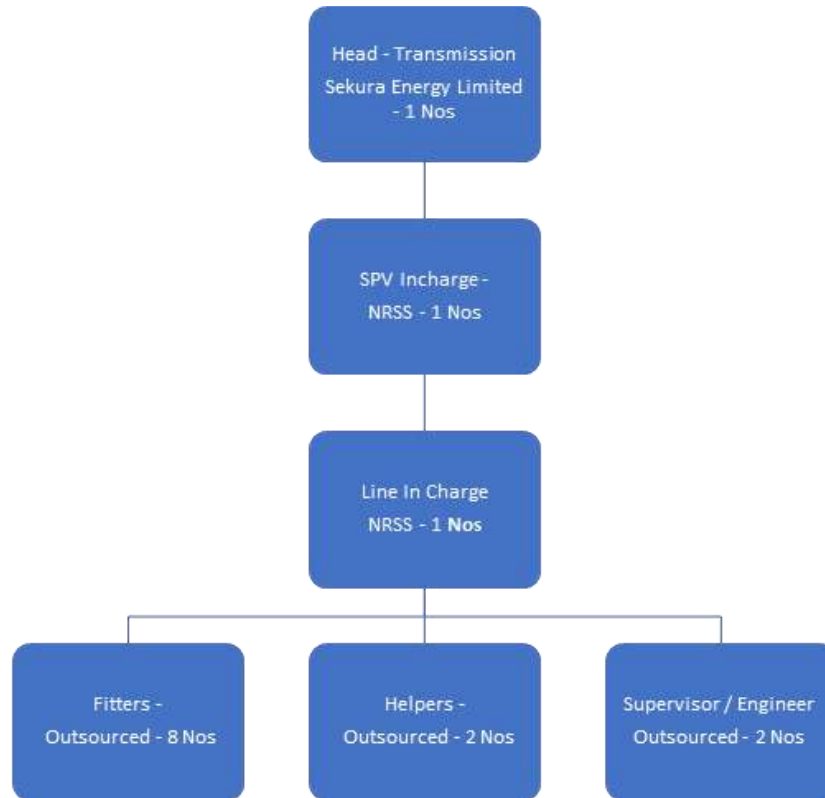 Head - Transmission
Sekura Energy Limited
- 1 Nos
SPV Incharge -
NRSS - 1 Nos
Line In Charge
NRSS - 1 Nos
Fitters -
Outsourced - 8 Nos
Helpers -
Outsourced - 2 Nos
Supervisor / Engineer
Outsourced - 2 Nos